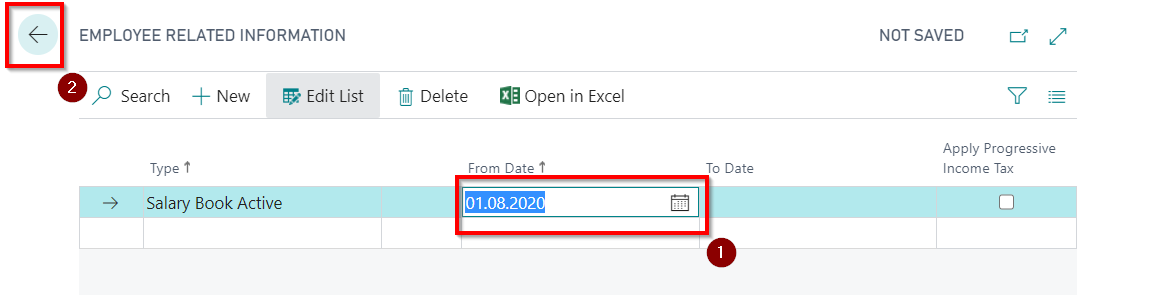 EMPLOYEE RELATED INFORMATION
NOT SAVED
2
Search
New
Edit List
Delete
Open in Excel
Type
From Date
To Date
Apply Progressive
Income Tax
Salary Book Active
01.08.2020
1